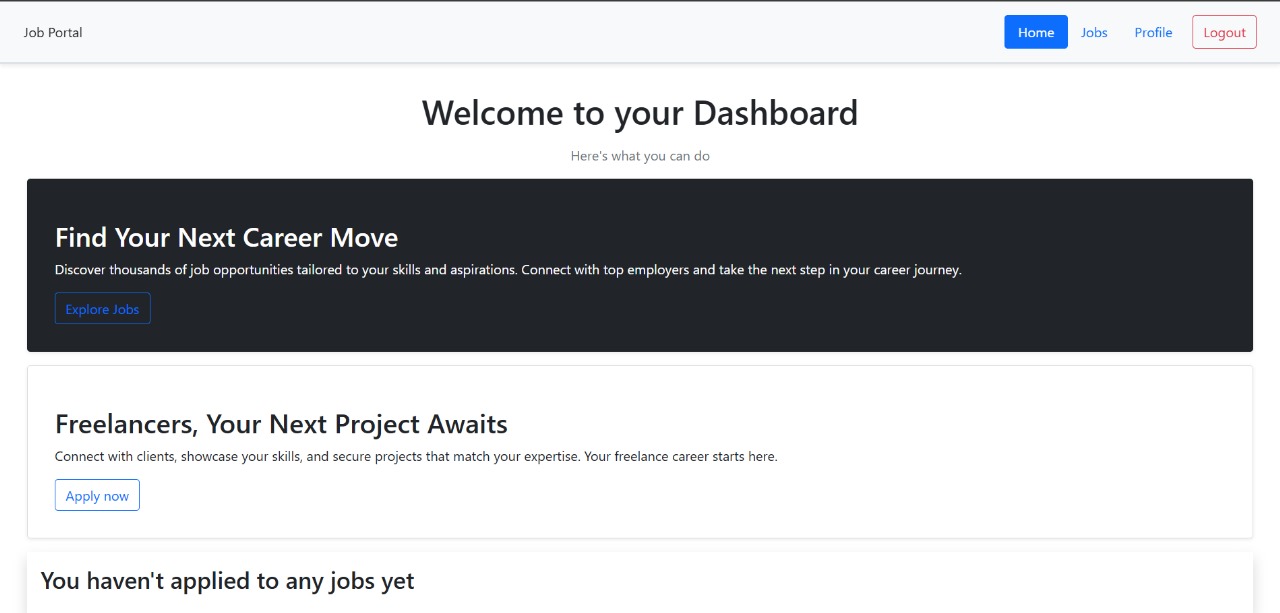 Job Portal
Home
Jobs
Profile
Logout
Welcome to your Dashboard
Here's what you can do
Find Your Next Career Move
Discover thousands of job opportunities tailored to your skills and aspirations. Connect with top employers and take the next step in your career journey.
Explore Jobs
Freelancers, Your Next Project Awaits
Connect with clients, showcase your skills, and secure projects that match your expertise. Your freelance career starts here.
Apply now
You haven't applied to any jobs yet